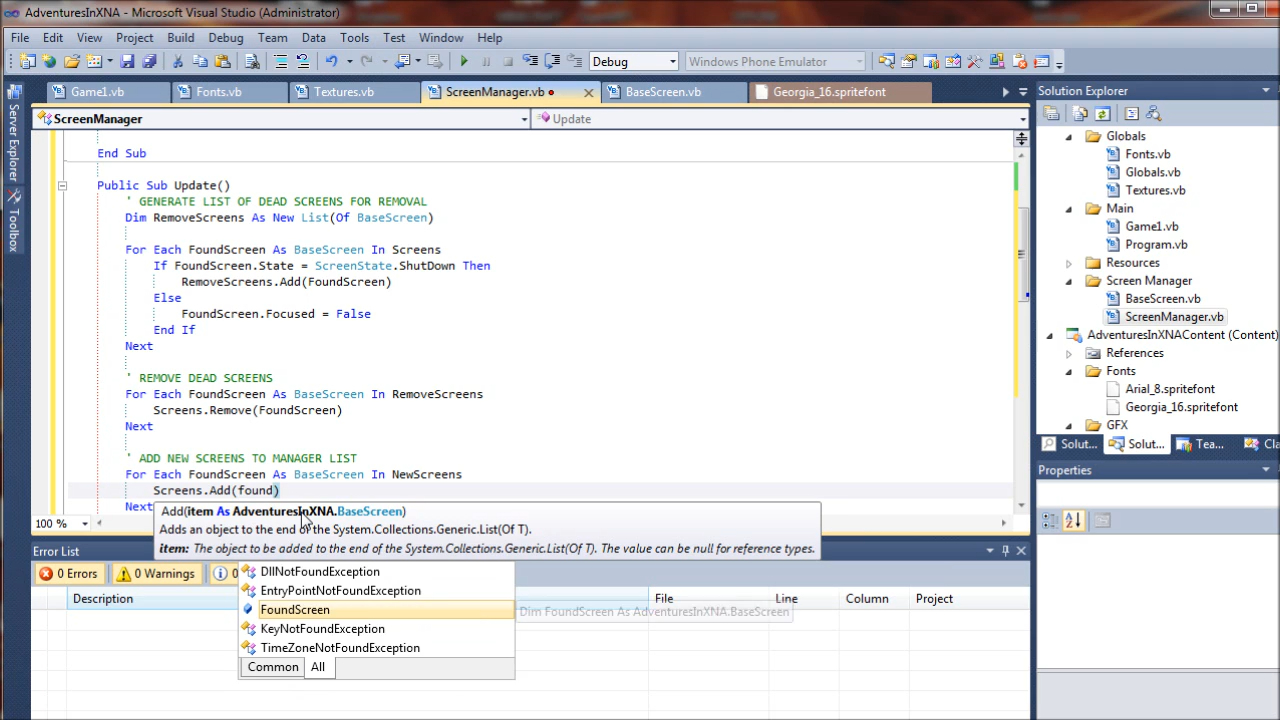 AdventuresInXNA - Microsoft Visual Studio (Administrator)
File Edit View Project Build Debug Team Data Tools Test Window Help
Debug Windows Phone Emulator
Game1.vb Fonts.vb Textures.vb ScreenManager.vb BaseScreen.vb Georgia_16.spritefont
ScreenManager Update
Server Explorer
Toolbox
End Sub
Public Sub Update()
' GENERATE LIST OF DEAD SCREENS FOR REMOVAL
Dim RemoveScreens As New List(Of BaseScreen)
For Each FoundScreen As BaseScreen In Screens
If FoundScreen.State = ScreenState.ShutDown Then
RemoveScreens.Add(FoundScreen)
Else
FoundScreen.Focused = False
End If
Next
' REMOVE DEAD SCREENS
For Each FoundScreen As BaseScreen In RemoveScreens
Screens.Remove(FoundScreen)
Next
' ADD NEW SCREENS TO MANAGER LIST
For Each FoundScreen As BaseScreen In NewScreens
Screens.Add(found)
Next
Add(item As AdventuresInXNA.BaseScreen)
Adds an object to the end of the System.Collections.Generic.List(Of T).
item: The object to be added to the end of the System.Collections.Generic.List(Of T). The value can be null for reference types.
100 %
Error List
0 Errors 0 Warnings 0
Description File Line Column Project
DllNotFoundException
EntryPointNotFoundException
FoundScreen
Dim FoundScreen As AdventuresInXNA.BaseScreen
KeyNotFoundException
TimeZoneNotFoundException
Common All
Solution Explorer
Globals
Fonts.vb
Globals.vb
Textures.vb
Main
Game1.vb
Program.vb
Resources
Screen Manager
BaseScreen.vb
ScreenManager.vb
AdventuresInXNAContent (Content)
References
Fonts
Arial_8.spritefont
Georgia_16.spritefont
GFX
Solut... Solut... Tea... Cla
Properties